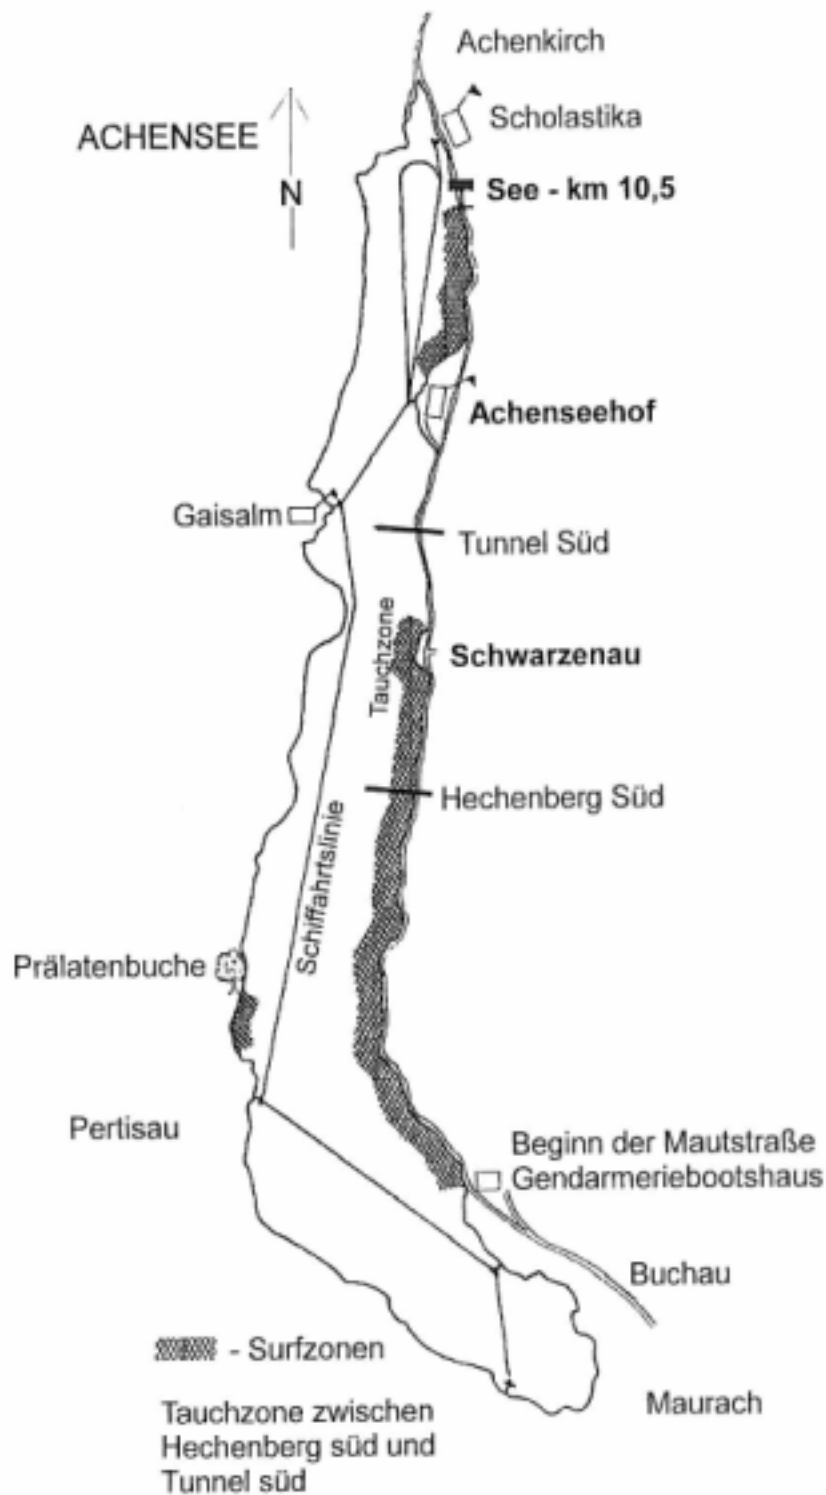 Achenkirch
ACHENSEE
Scholastika
N
See - km 10,5
Achenseehof
Gaisalm
Tunnel Süd
Tauchzone
Schwarzenau
Hechenberg Süd
Schiffahrtslinie
Prälatenbuche
Pertisau
Beginn der Mautstraße
Gendarmeriebootshaus
Buchau
- Surfzonen
Maurach
Tauchzone zwischen
Hechenberg süd und
Tunnel süd